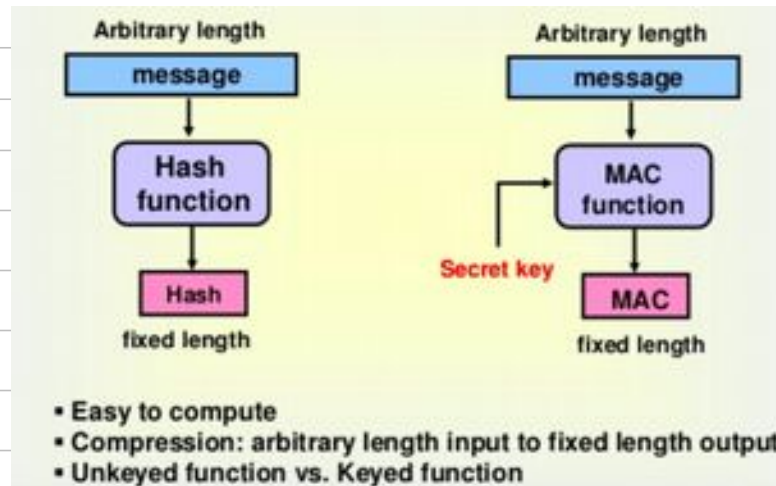 Arbitrary length
message
Hash
function
Hash
fixed length
Arbitrary length
message
MAC
function
Secret key
MAC
fixed length
▪ Easy to compute
▪ Compression: arbitrary length input to fixed length output
▪ Unkeyed function vs. Keyed function